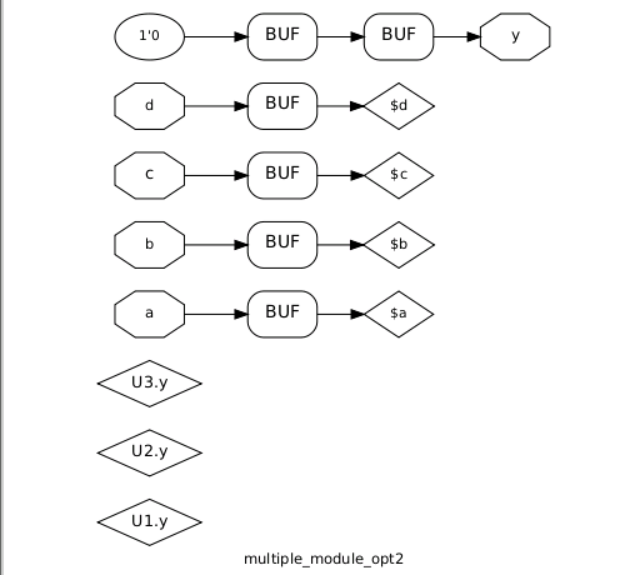 1'0 BUF BUF y
d BUF $d
c BUF $c
b BUF $b
a BUF $a
U3.y
U2.y
U1.y
multiple_module_opt2